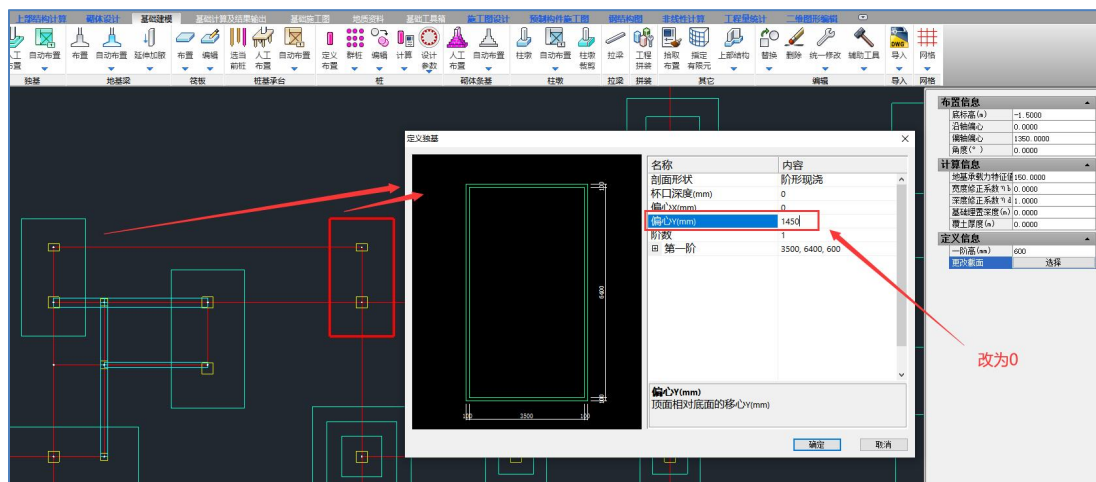 上部结构计算 砌体设计 基础建模 基础计算及结果输出 基础施工图 地质资料 基础工具箱 施工图设计 预制构件施工图 钢结构图 非线性计算 工程量统计 二维图形编辑
人工布置 自动布置 布置 自动布置 延伸加腋 布置 编辑 选当前桩 人工布置 自动布置 定义布置 群桩 编辑 计算 设计参数 人工布置 自动布置 柱墩 自动布置 柱墩裁剪 拉梁 工程拼装 拾取布置 指定有限元 上部结构 替换 删除 统一修改 辅助工具 导入 网格
独基 地基梁 筏板 桩基承台 桩 砌体条基 柱墩 拉梁 拼装 其它 编辑 导入 网格
DWG
定义独基
名称 内容
剖面形状 阶形现浇
杯口深度(mm) 0
偏心X(mm) 0
偏心Y(mm) 1450
阶数 1
第一阶 3500, 6400, 600
偏心Y(mm)
顶面相对底面的移心Y(mm)
确定 取消
100
6400
100
100 3500 100
改为0
布置信息
底标高(m) -1.5000
沿轴偏心 0.0000
偏轴偏心 1350.0000
角度(°) 0.0000
计算信息
地基承载力特征值 150.0000
宽度修正系数ηb 0.0000
深度修正系数ηd 1.0000
基础埋置深度(m) 0.0000
覆土厚度(m) 0.0000
定义信息
一阶高(mm) 600
更改截面 选择